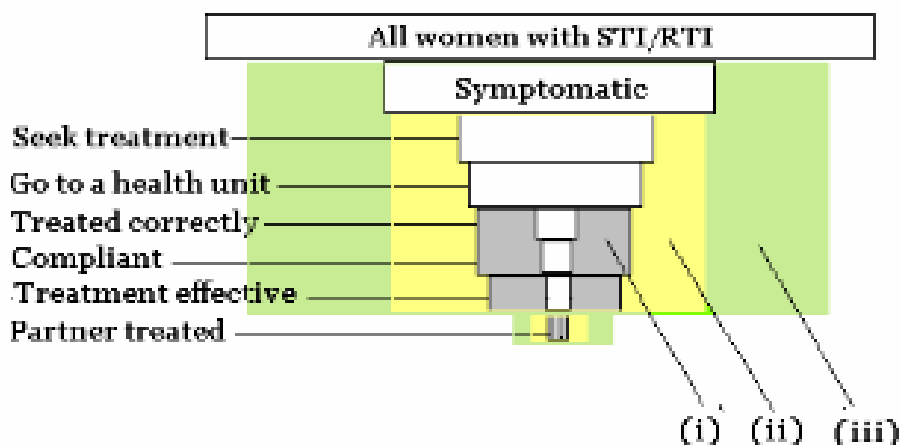 All women with STI/RTI
Symptomatic
Seek treatment
Go to a health unit
Treated correctly
Compliant
Treatment effective
Partner treated
(i) (ii) (iii)